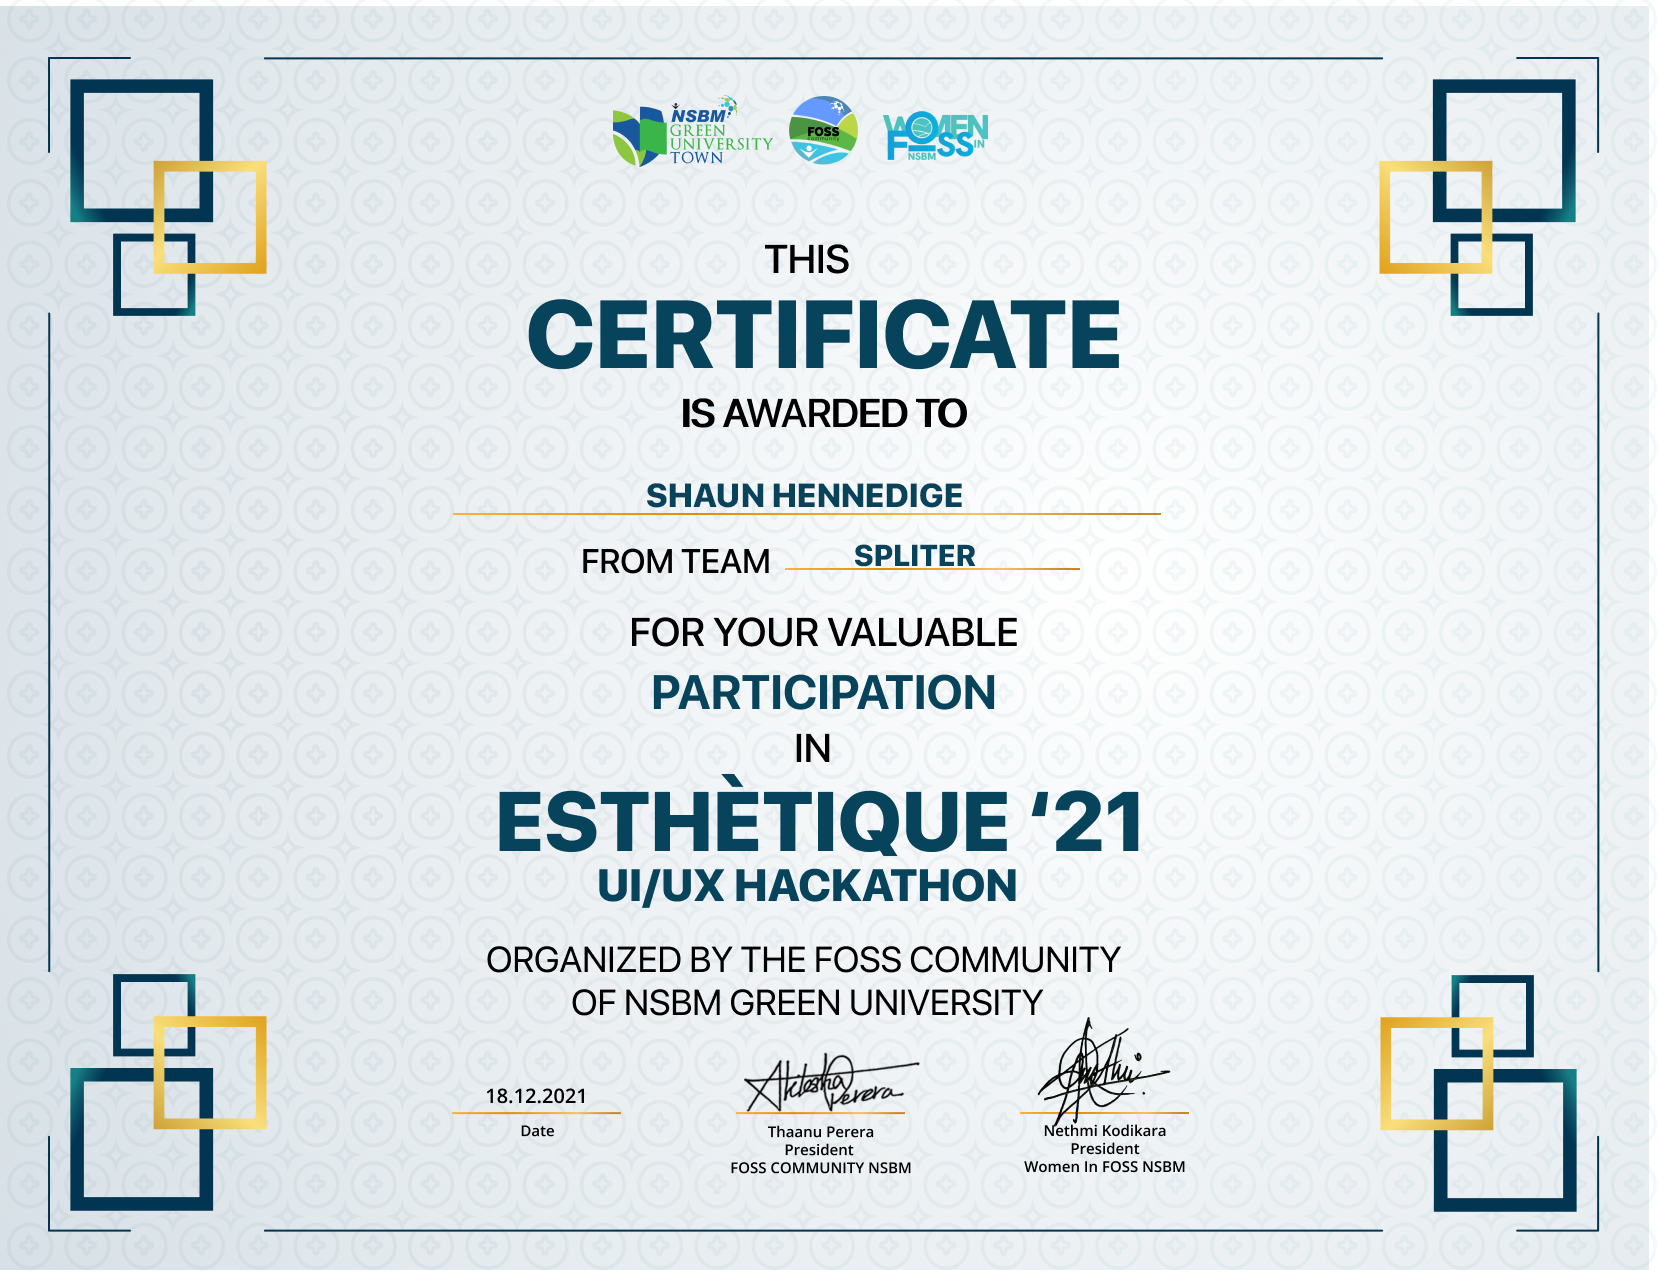 NSBM
GREEN
UNIVERSITY
TOWN
FOSS
Community
WOMEN
IN
FOSS
NSBM
THIS
CERTIFICATE
IS AWARDED TO
SHAUN HENNEDIGE
FROM TEAM SPLITER
FOR YOUR VALUABLE
PARTICIPATION
IN
ESTHÈTIQUE ‘21
UI/UX HACKATHON
ORGANIZED BY THE FOSS COMMUNITY
OF NSBM GREEN UNIVERSITY
18.12.2021
Date
Perera
Thaanu Perera
President
FOSS COMMUNITY NSBM
Nethmi Kodikara
President
Women In FOSS NSBM